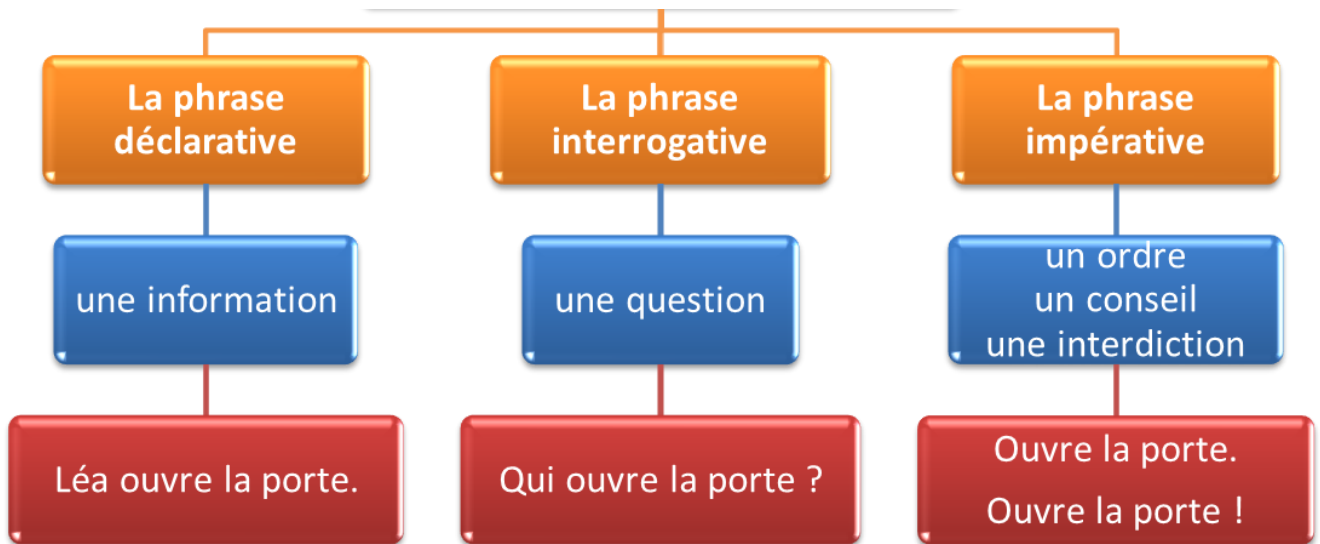 La phrase
déclarative
une information
Léa ouvre la porte.
La phrase
interrogative
une question
Qui ouvre la porte ?
La phrase
impérative
un ordre
un conseil
une interdiction
Ouvre la porte.
Ouvre la porte !